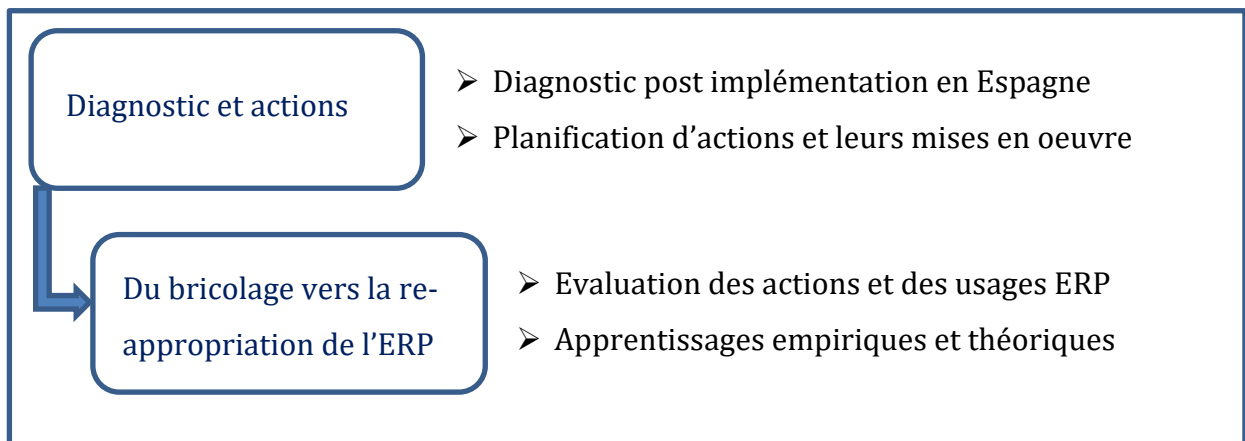 Diagnostic et actions
➢ Diagnostic post implémentation en Espagne
➢ Planification d’actions et leurs mises en oeuvre
Du bricolage vers la re-
appropriation de l’ERP
➢ Evaluation des actions et des usages ERP
➢ Apprentissages empiriques et théoriques